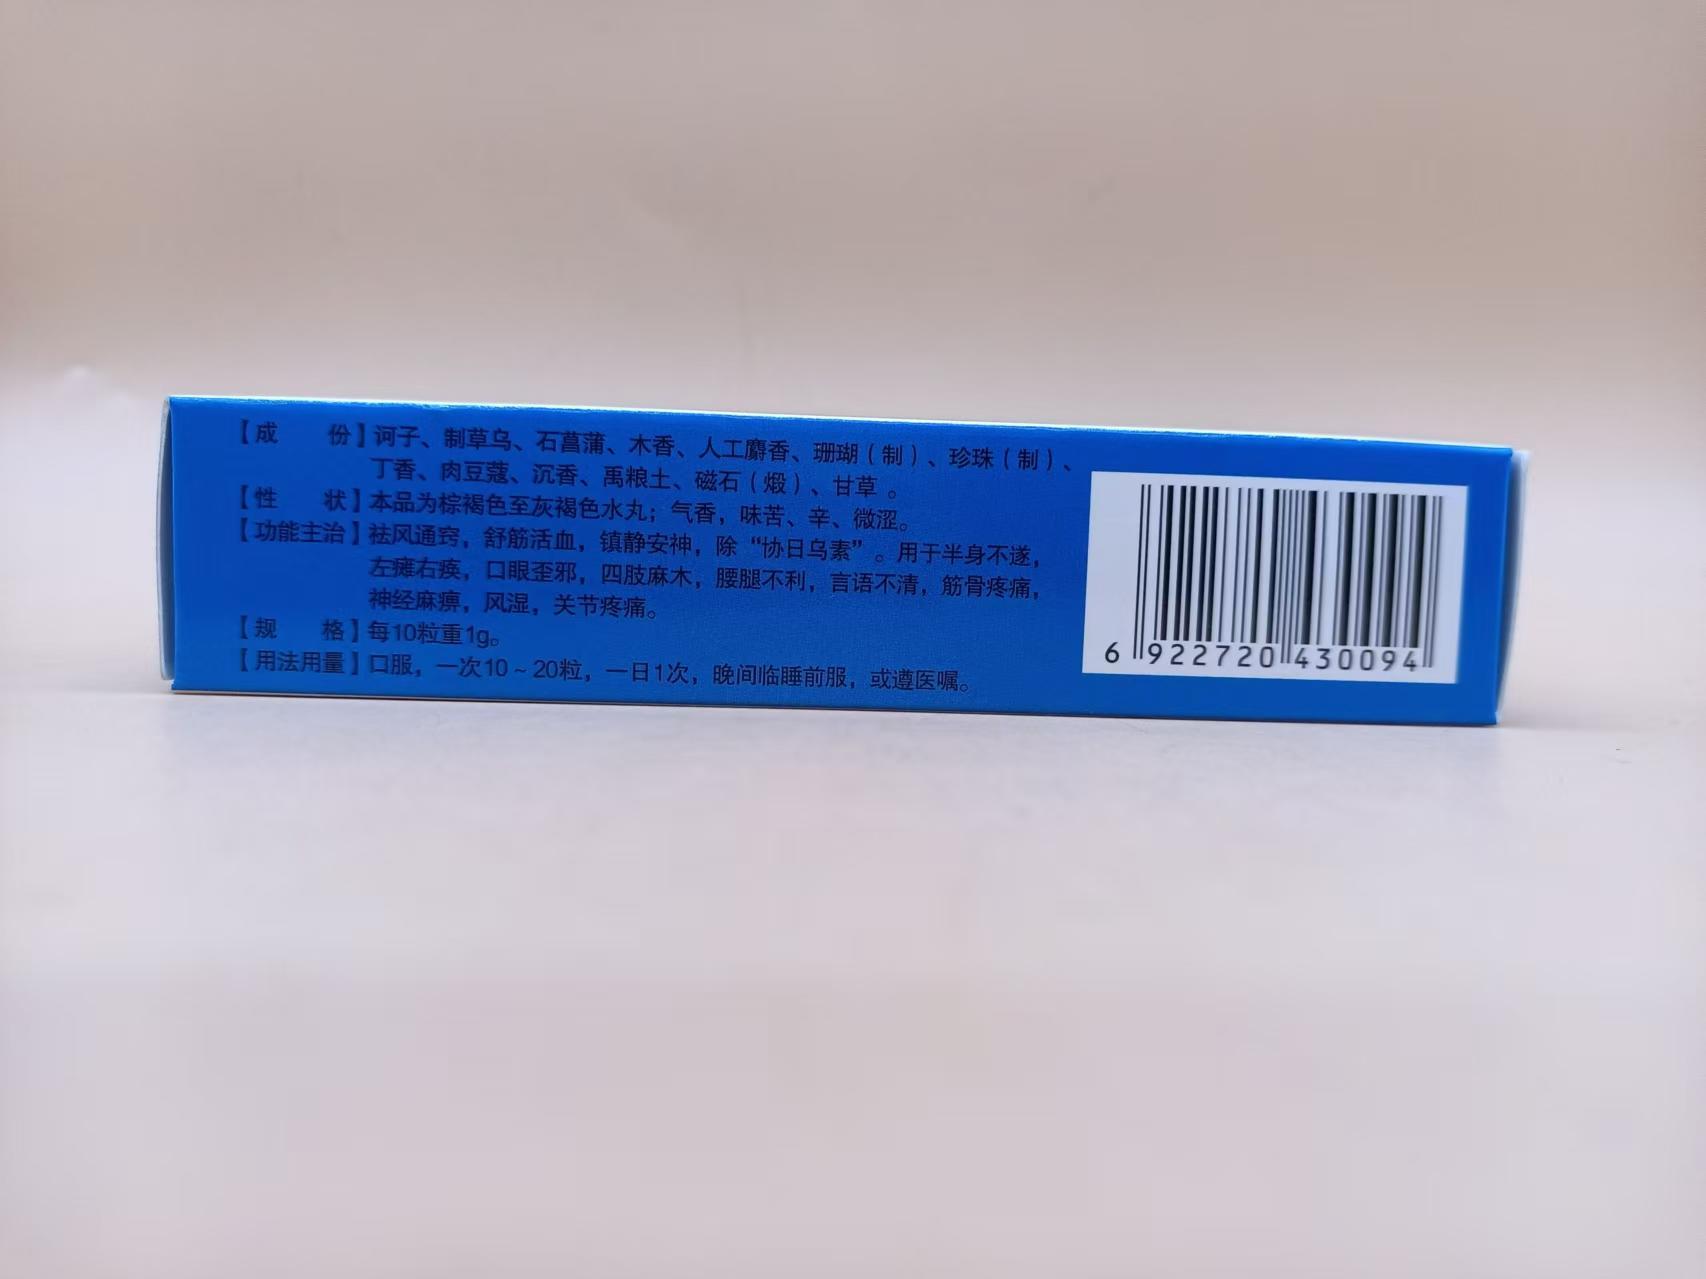 【成　　份】诃子、制草乌、石菖蒲、木香、人工麝香、珊瑚（制）、珍珠（制）、
丁香、肉豆蔻、沉香、禹粮土、磁石（煅）、甘草 。
【性　　状】本品为棕褐色至灰褐色水丸；气香，味苦、辛、微涩。
【功能主治】祛风通窍，舒筋活血，镇静安神，除“协日乌素”。用于半身不遂，
左瘫右痪，口眼歪邪，四肢麻木，腰腿不利，言语不清，筋骨疼痛，
神经麻痹，风湿，关节疼痛。
【规　　格】每10粒重1g。
【用法用量】口服，一次10～20粒，一日1次，晚间临睡前服，或遵医嘱。
6 922720 430094